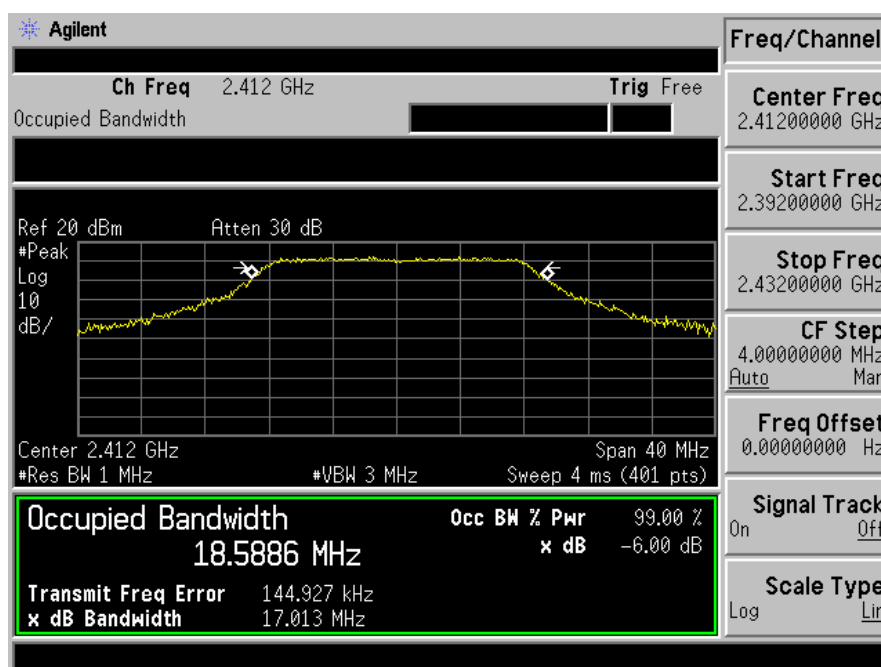 Agilent
Freq/Channel
Ch Freq 2.412 GHz Trig Free
Occupied Bandwidth
Center Freq
2.41200000 GHz
Start Freq
2.39200000 GHz
Ref 20 dBm Atten 30 dB
#Peak
Log
10
dB/
Stop Freq
2.43200000 GHz
CF Step
4.00000000 MHz
Auto Man
Freq Offset
0.00000000 Hz
Center 2.412 GHz Span 40 MHz
#Res BW 1 MHz #VBW 3 MHz Sweep 4 ms (401 pts)
Signal Track
On Off
Occupied Bandwidth Occ BW % Pwr 99.00 %
18.5886 MHz x dB -6.00 dB
Scale Type
Log Lin
Transmit Freq Error 144.927 kHz
x dB Bandwidth 17.013 MHz